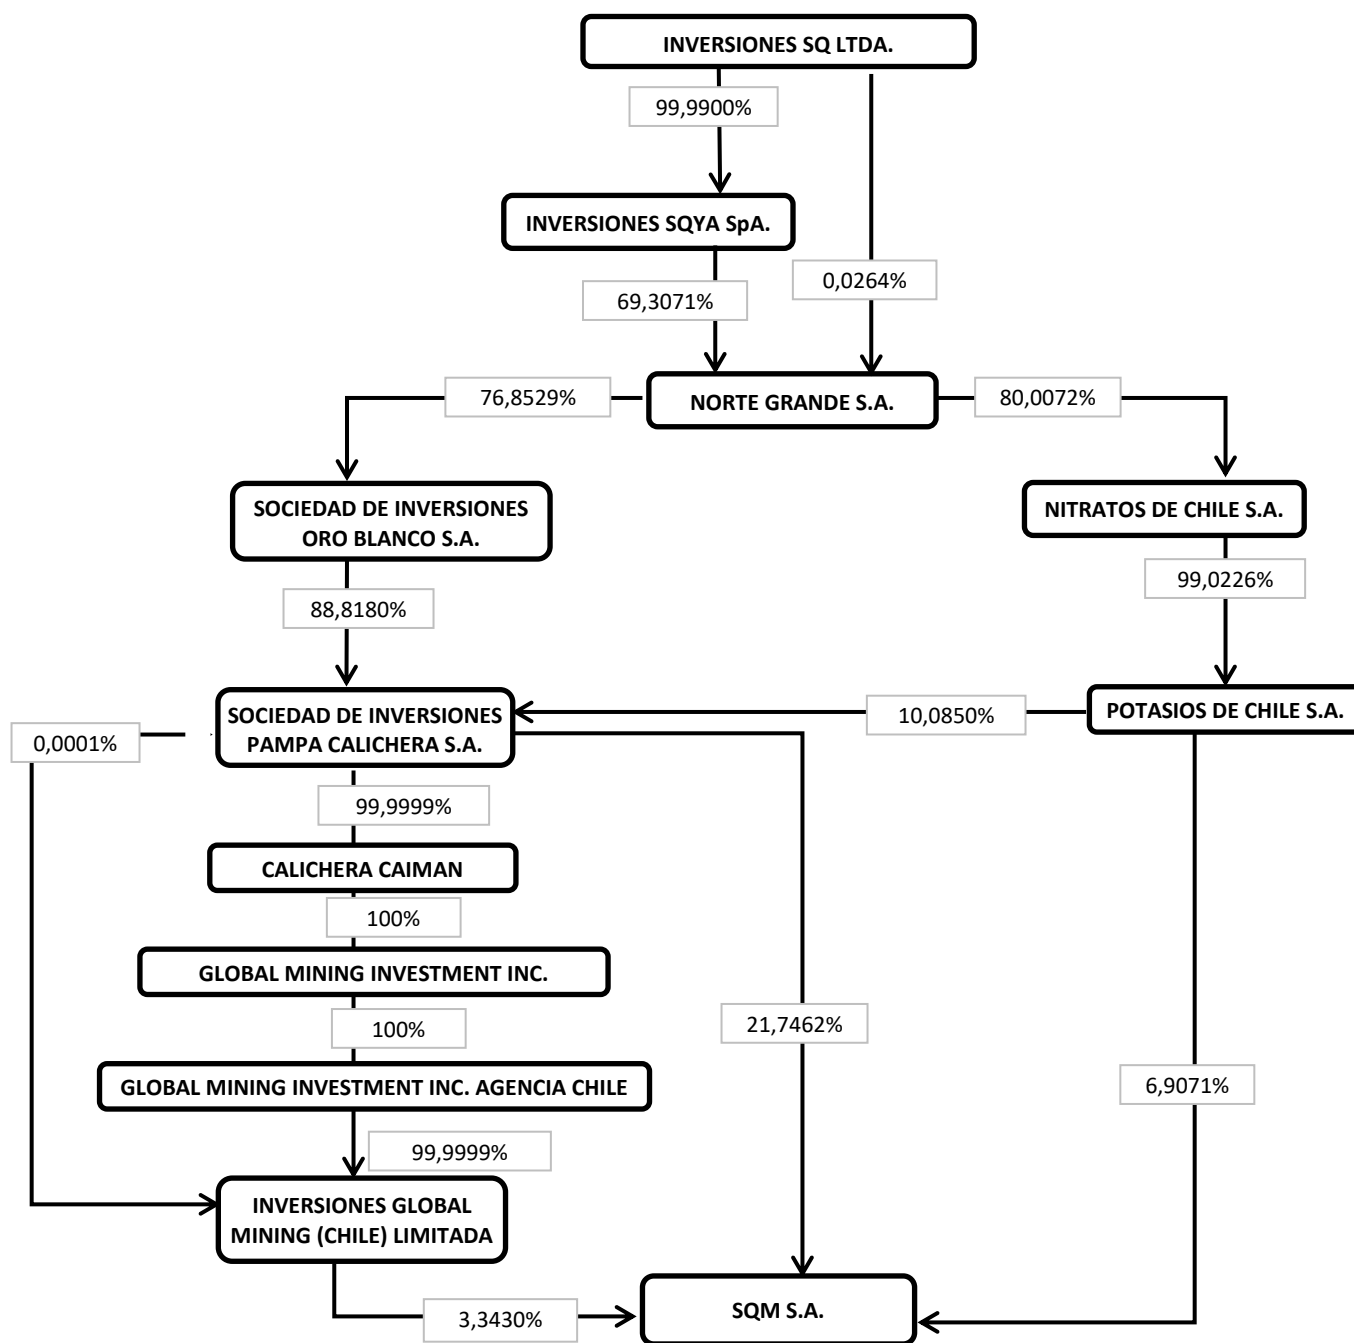 INVERSIONES SQ LTDA.
99,9900%
INVERSIONES SQYA SpA.
69,3071%
0,0264%
76,8529%
NORTE GRANDE S.A.
80,0072%
SOCIEDAD DE INVERSIONES
ORO BLANCO S.A.
NITRATOS DE CHILE S.A.
99,0226%
88,8180%
SOCIEDAD DE INVERSIONES
PAMPA CALICHERA S.A.
10,0850%
POTASIOS DE CHILE S.A.
0,0001%
99,9999%
CALICHERA CAIMAN
100%
GLOBAL MINING INVESTMENT INC.
100%
21,7462%
GLOBAL MINING INVESTMENT INC. AGENCIA CHILE
6,9071%
99,9999%
INVERSIONES GLOBAL
MINING (CHILE) LIMITADA
3,3430%
SQM S.A.